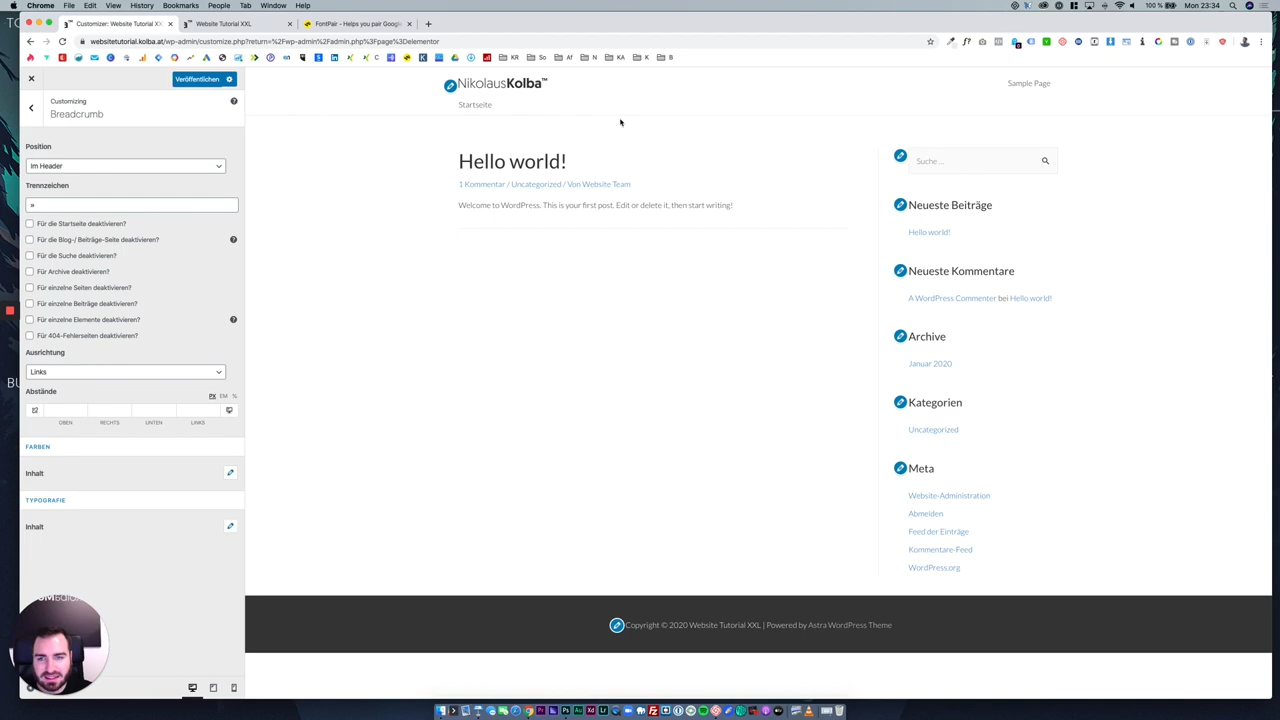 Chrome File Edit View History Bookmarks People Tab Window Help
100 % Mon 23:34
Customizer: Website Tutorial XX
Website Tutorial XXL
FontPair - Helps you pair Google
websitetutorial.kolba.at/wp-admin/customize.php?return=%2Fwp-admin%2Fadmin.php%3Fpage%3Delementor
KR So Af N KA K B
Veröffentlichen
Customizing
Breadcrumb
Position
Im Header
Trennzeichen
»
Für die Startseite deaktivieren?
Für die Blog-/ Beiträge-Seite deaktivieren?
Für die Suche deaktivieren?
Für Archive deaktivieren?
Für einzelne Seiten deaktivieren?
Für einzelne Beiträge deaktivieren?
Für einzelne Elemente deaktivieren?
Für 404-Fehlerseiten deaktivieren?
Ausrichtung
Links
Abstände
PX EM %
OBEN RECHTS UNTEN LINKS
FARBEN
Inhalt
TYPOGRAFIE
Inhalt
NikolausKolba™
Startseite
Sample Page
Hello world!
1 Kommentar / Uncategorized / Von Website Team
Welcome to WordPress. This is your first post. Edit or delete it, then start writing!
Suche ...
Neueste Beiträge
Hello world!
Neueste Kommentare
A WordPress Commenter bei Hello world!
Archive
Januar 2020
Kategorien
Uncategorized
Meta
Website-Administration
Abmelden
Feed der Einträge
Kommentare-Feed
WordPress.org
Copyright © 2020 Website Tutorial XXL | Powered by Astra WordPress Theme